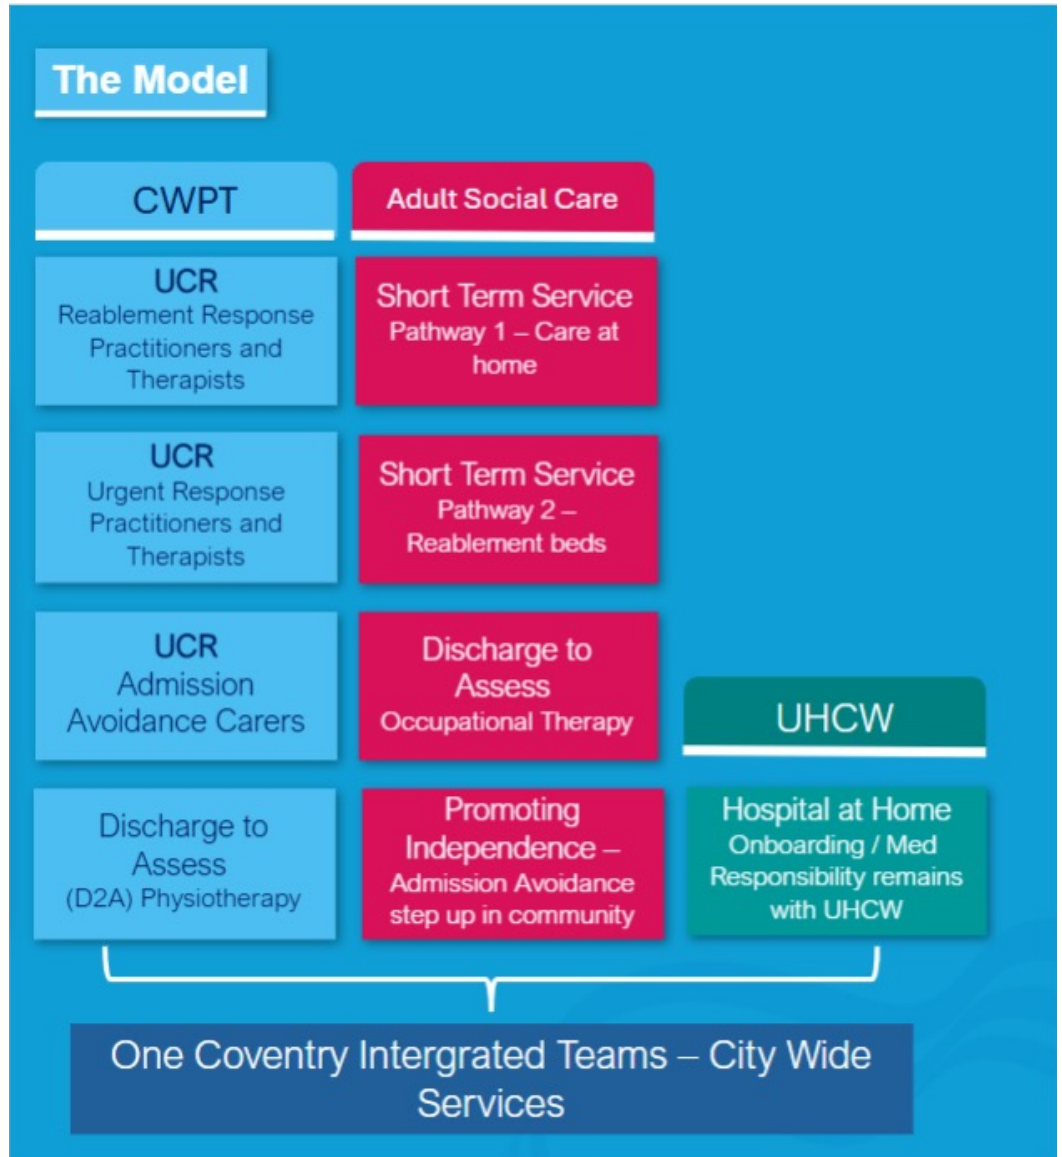 The Model
CWPT
UCR
Reablement Response
Practitioners and
Therapists
UCR
Urgent Response
Practitioners and
Therapists
UCR
Admission
Avoidance Carers
Discharge to
Assess
(D2A) Physiotherapy
Adult Social Care
Short Term Service
Pathway 1 – Care at
home
Short Term Service
Pathway 2 –
Reablement beds
Discharge to
Assess
Occupational Therapy
Promoting
Independence –
Admission Avoidance
step up in community
UHCW
Hospital at Home
Onboarding / Med
Responsibility remains
with UHCW
One Coventry Intergrated Teams – City Wide
Services